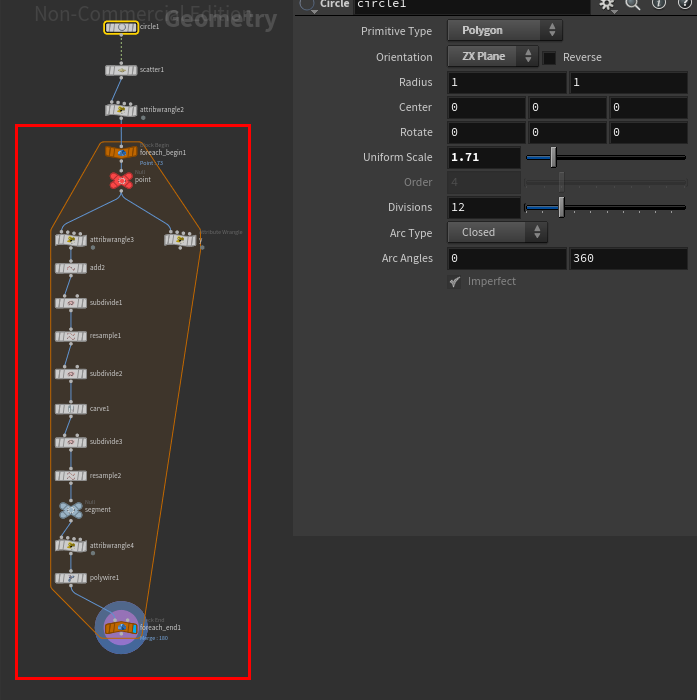 Non-Commercial Edition
Geometry
circle1
scatter1
attribwrangle2
Block Begin
foreach_begin1
Point : 73
Null
point
attribwrangle3
Attribute Wrangle
add2
subdivide1
resample1
subdivide2
carve1
subdivide3
resample2
Null
segment
attribwrangle4
polywire1
Block End
foreach_end1
Merge : 180
Circle circle1
Primitive Type Polygon
Orientation ZX Plane Reverse
Radius 1 1
Center 0 0 0
Rotate 0 0 0
Uniform Scale 1.71
Order 4
Divisions 12
Arc Type Closed
Arc Angles 0 360
Imperfect